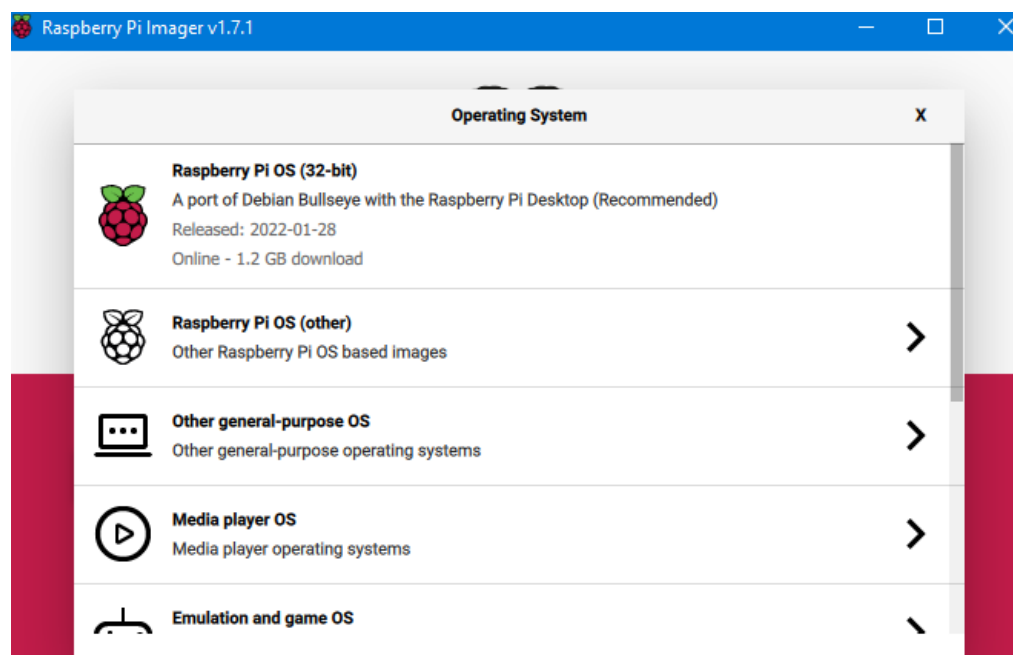 Raspberry Pi Imager v1.7.1
Operating System
X
Raspberry Pi OS (32-bit)
A port of Debian Bullseye with the Raspberry Pi Desktop (Recommended)
Released: 2022-01-28
Online - 1.2 GB download
Raspberry Pi OS (other)
Other Raspberry Pi OS based images
Other general-purpose OS
Other general-purpose operating systems
Media player OS
Media player operating systems
Emulation and game OS